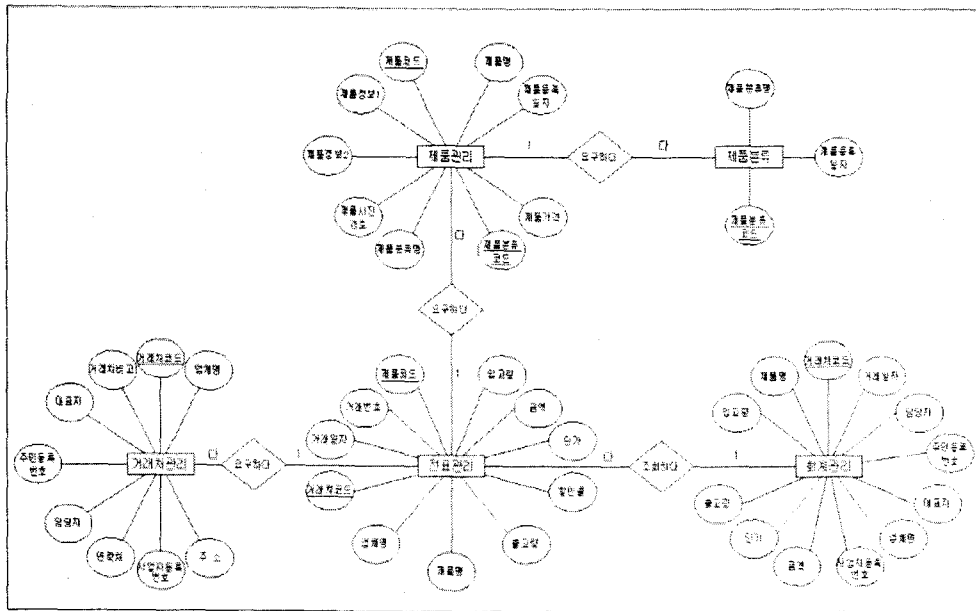 제품코드
제품명
제품정보1
제품등록
일자
제품분류명
제품정보2
제품관리
1
요구하다
다
제품분류
제품등록
일자
제품사진
경로
제품가격
제품분류명
제품분류
코드
제품분류
코드
다
요구하다
1
거래처비고
거래처코드
업체명
대표자
주민등록
번호
거래처관리
다
요구하다
1
담당자
연락처
사업자등록
번호
주 소
제품코드
입고량
거래번호
금액
거래일자
단가
전표관리
거래처코드
할인율
업체명
출고량
제품명
다
조회하다
1
제품명
거래처코드
거래일자
입고량
담당자
주민등록
번호
회계관리
출고량
대표자
단가
업체명
금액
사업자등록
번호